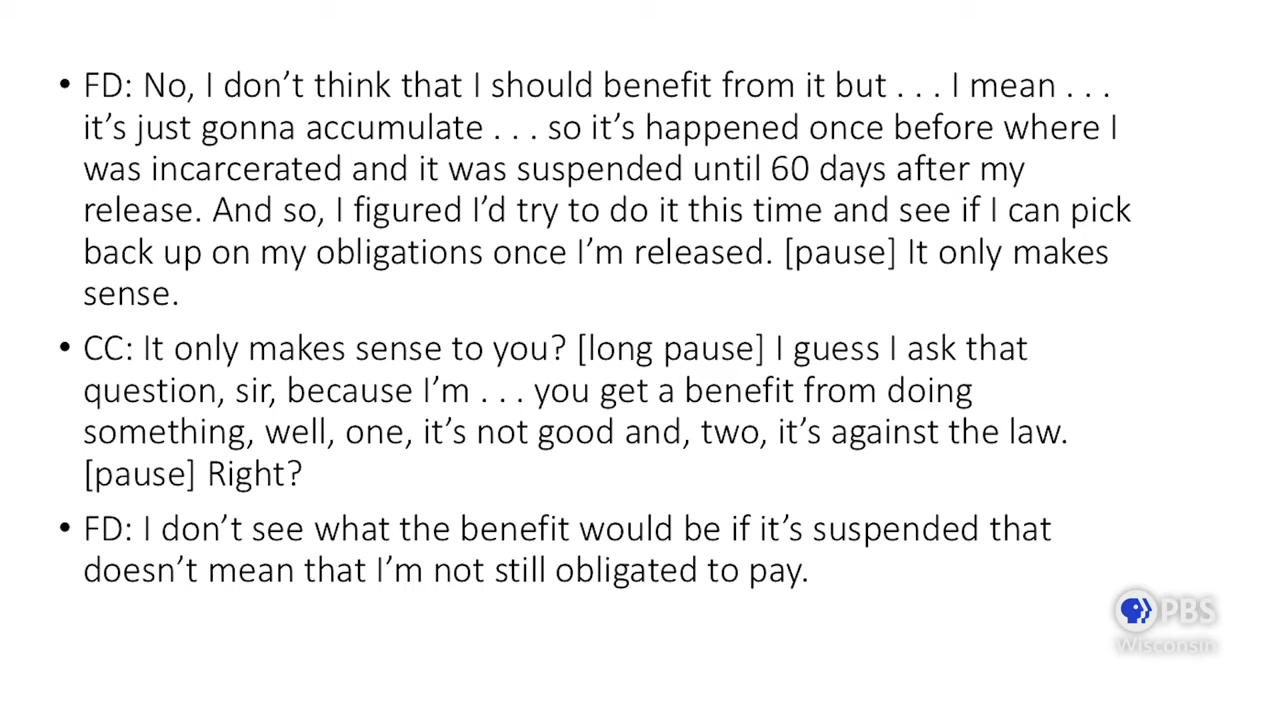 • FD: No, I don’t think that I should benefit from it but . . . I mean . . .
it’s just gonna accumulate . . . so it’s happened once before where I
was incarcerated and it was suspended until 60 days after my
release. And so, I figured I’d try to do it this time and see if I can pick
back up on my obligations once I’m released. [pause] It only makes
sense.
• CC: It only makes sense to you? [long pause] I guess I ask that
question, sir, because I’m . . . you get a benefit from doing
something, well, one, it’s not good and, two, it’s against the law.
[pause] Right?
• FD: I don’t see what the benefit would be if it’s suspended that
doesn’t mean that I’m not still obligated to pay.
PBS
Wisconsin